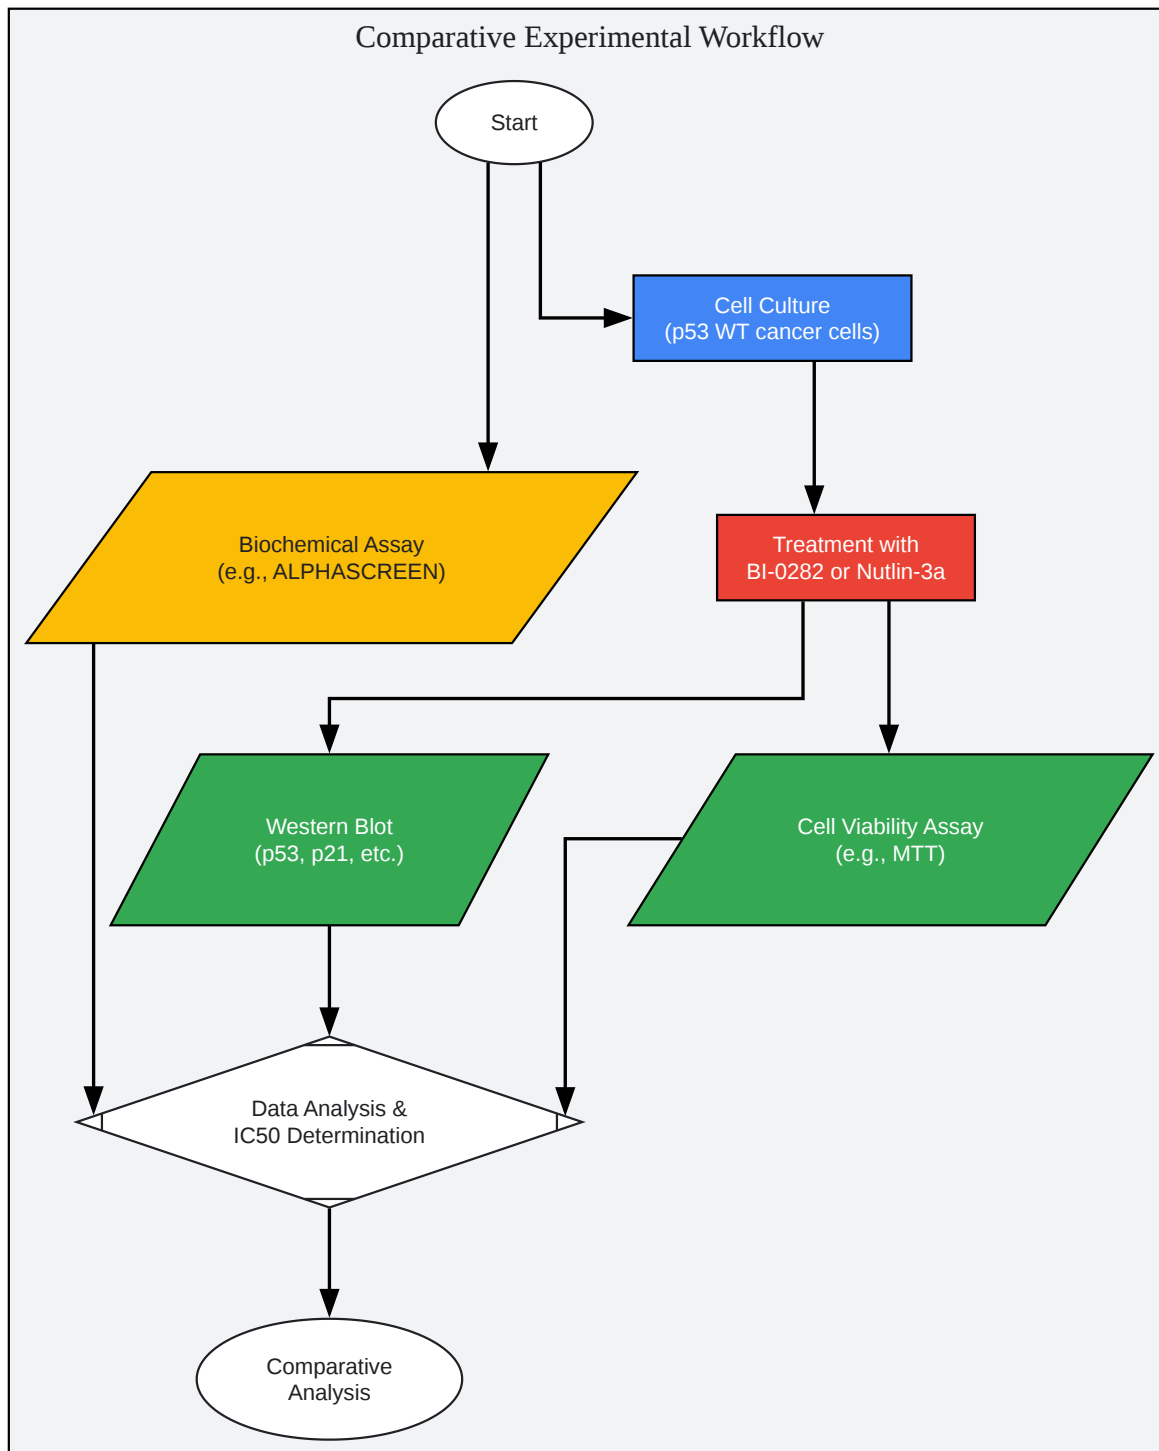 Comparative Experimental Workflow
Start
Cell Culture
(p53 WT cancer cells)
Biochemical Assay
(e.g., ALPHASCREEN)
Treatment with
BI-0282 or Nutlin-3a
Western Blot
(p53, p21, etc.)
Cell Viability Assay
(e.g., MTT)
Data Analysis &
IC50 Determination
Comparative
Analysis